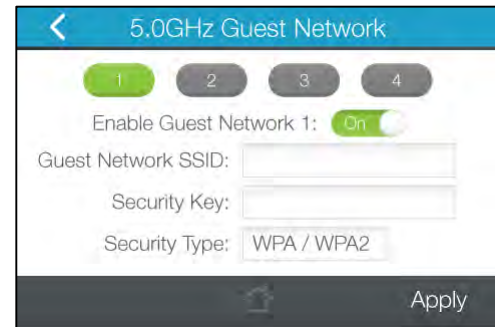 5.0GHz Guest Network
1 2 3 4
Enable Guest Network 1: On
Guest Network SSID:
Security Key:
Security Type: WPA / WPA2
Apply